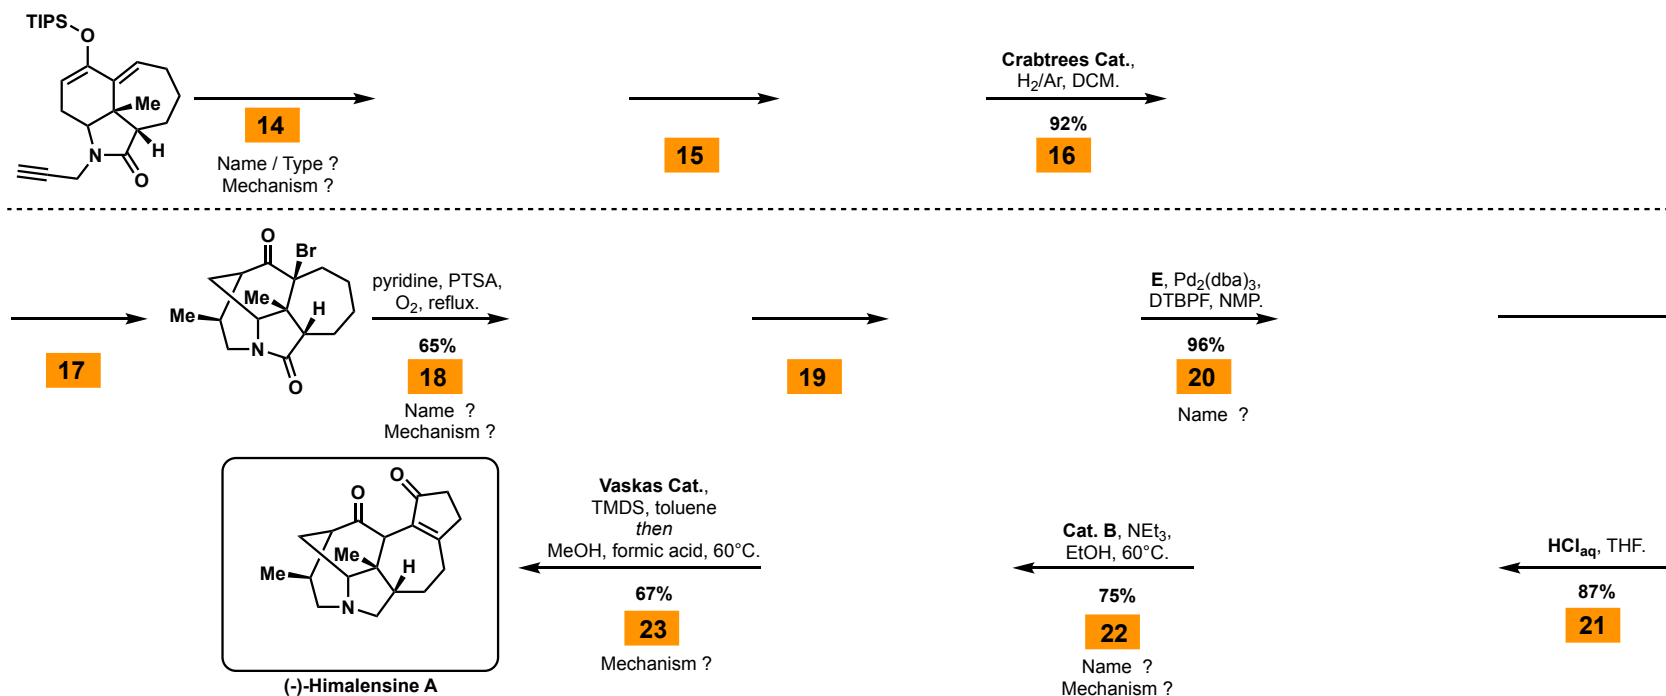 TIPS
O
Me
H
N
O
14
Name / Type ?
Mechanism ?
15
Crabtrees Cat.,
H₂/Ar, DCM.
92%
16
17
O
Br
Me
H
Me
N
O
pyridine, PTSA,
O₂, reflux.
65%
18
Name ?
Mechanism ?
19
E, Pd₂(dba)₃,
DTBPF, NMP.
96%
20
Name ?
O
O
Me
H
Me
N
(-)-Himalensine A
Vaskas Cat.,
TMDS, toluene
then
MeOH, formic acid, 60°C.
67%
23
Mechanism ?
Cat. B, NEt₃,
EtOH, 60°C.
75%
22
Name ?
Mechanism ?
HCl_aq, THF.
87%
21